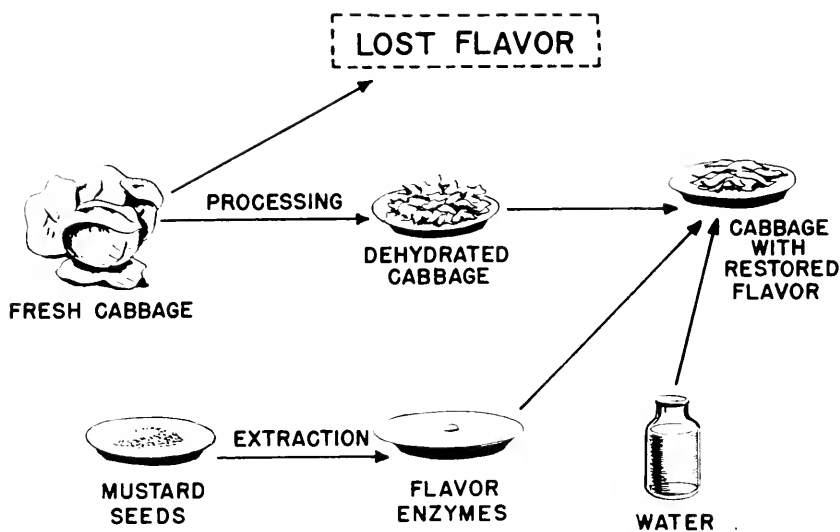 LOST FLAVOR
PROCESSING
FRESH CABBAGE
DEHYDRATED
CABBAGE
CABBAGE
WITH
RESTORED
FLAVOR
EXTRACTION
MUSTARD
SEEDS
FLAVOR
ENZYMES
WATER